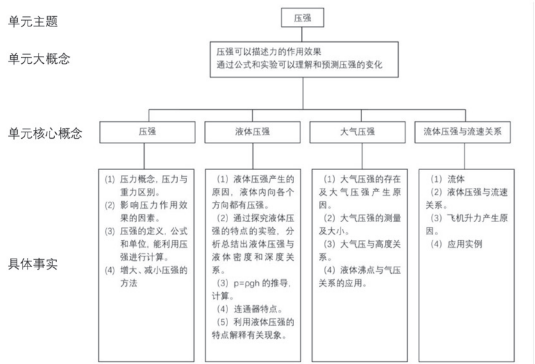 单元主题
压强
单元大概念
压强可以描述力的作用效果
通过公式和实验可以理解和预测压强的变化
单元核心概念
压强
液体压强
大气压强
流体压强与流速关系
具体事实
(1) 压力概念，压力与
重力区别。
(2) 影响压力作用效
果的因素。
(3) 压强的定义，公式
和单位，能利用压
强进行计算。
(4) 增大、减小压强的
方法
(1) 液体压强产生的
原因，液体内向各个
方向都有压强。
(2) 通过探究液体压
强的特点的实验，分
析总结出液体压强与
液体密度和深度关
系。
(3) p=ρgh 的推导，
计算。
(4) 连通器特点。
(5) 利用液体压强的
特点解释有关现象。
(1) 大气压强的存在
及大气压强产生原
因。
(2) 大气压强的测量
及大小。
(3) 大气压与高度关
系。
(4) 液体沸点与气压
关系的应用。
(1) 流体
(2) 液体压强与流速
关系。
(3) 飞机升力产生原
因。
(4) 应用实例